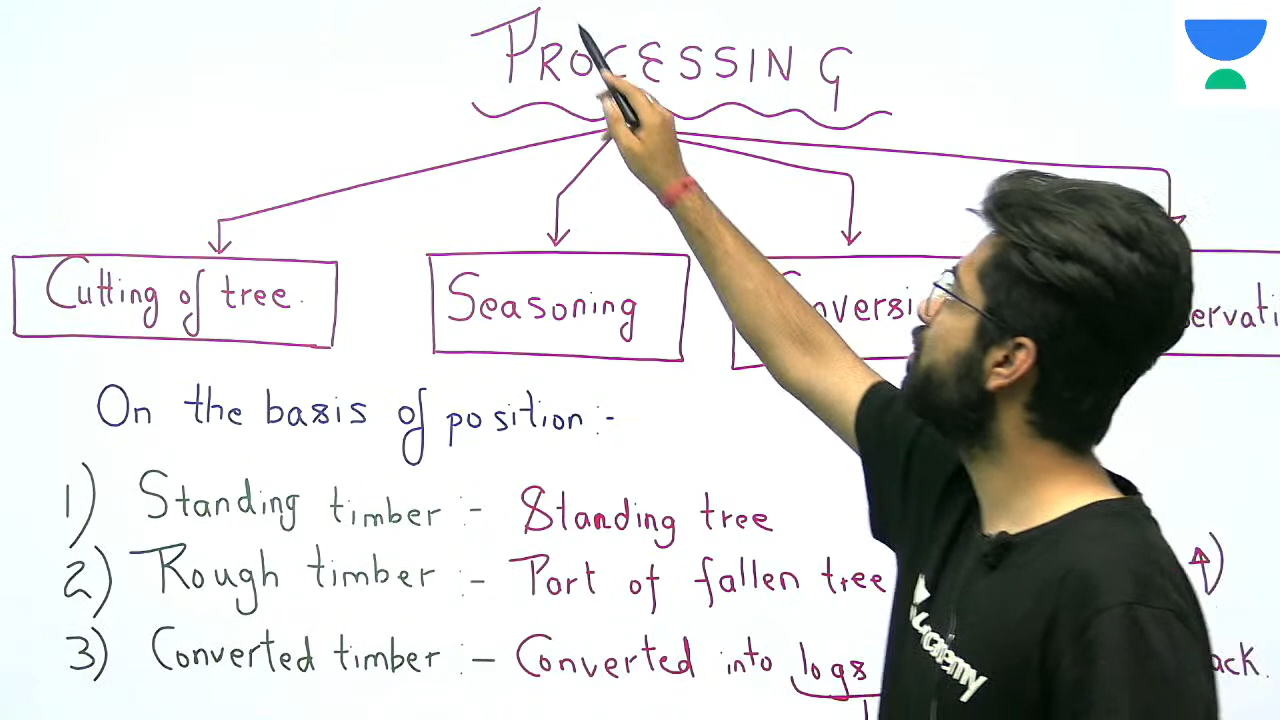 PROCESSING
Cutting of tree.
Seasoning
On the basis of position :-
1) Standing timber :- Standing tree
2) Rough timber :- Part of fallen tree )
3) Converted timber :- Converted into logs